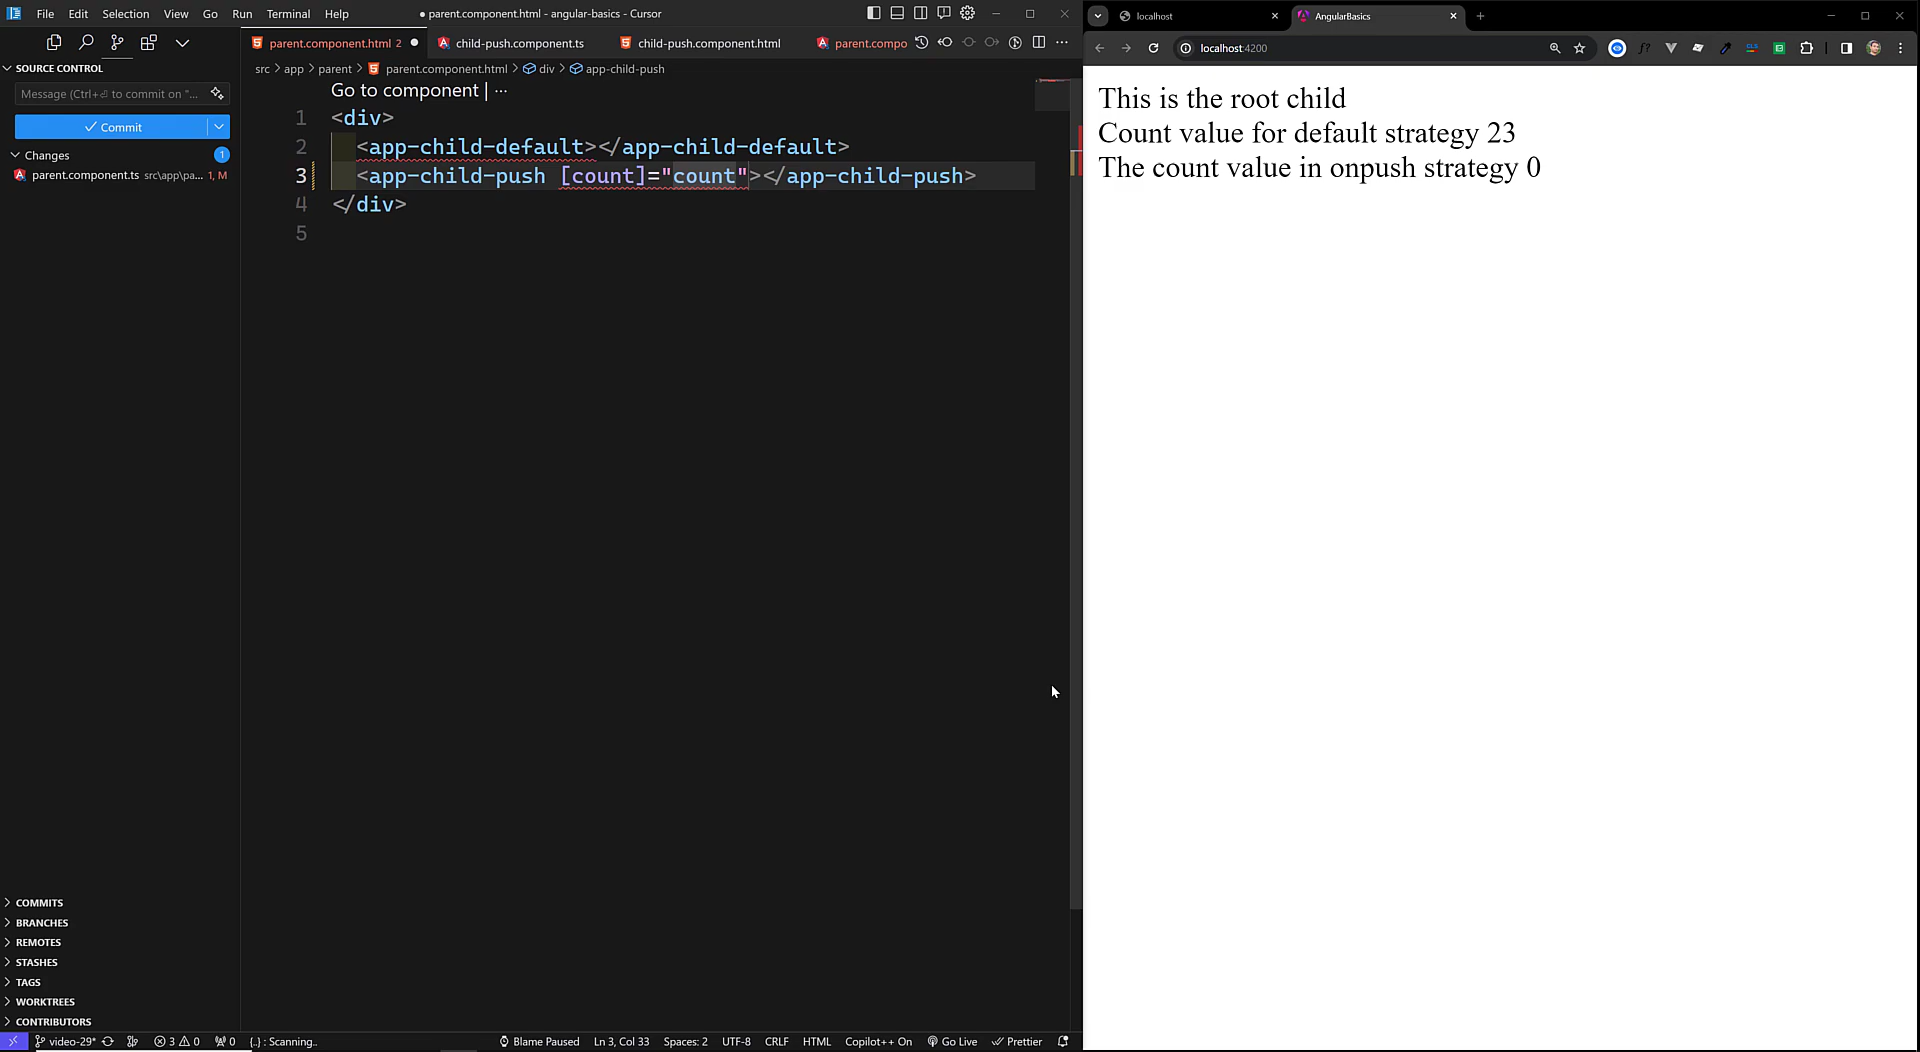 File Edit Selection View Go Run Terminal Help
parent.component.html - angular-basics - Cursor
SOURCE CONTROL
Message (Ctrl+⏎ to commit on "...
Commit
Changes 1
parent.component.ts src\app\pa... 1, M
COMMITS
BRANCHES
REMOTES
STASHES
TAGS
WORKTREES
CONTRIBUTORS
parent.component.html 2 child-push.component.ts child-push.component.html parent.compo
src > app > parent > parent.component.html > div > app-child-push
Go to component | ...
1 <div>
2 <app-child-default></app-child-default>
3 <app-child-push [count]="count"></app-child-push>
4 </div>
5
video-29* 3 0 0 {..} : Scanning.. Blame Paused Ln 3, Col 33 Spaces: 2 UTF-8 CRLF HTML Copilot++ On Go Live Prettier
localhost AngularBasics
localhost:4200
This is the root child
Count value for default strategy 23
The count value in onpush strategy 0